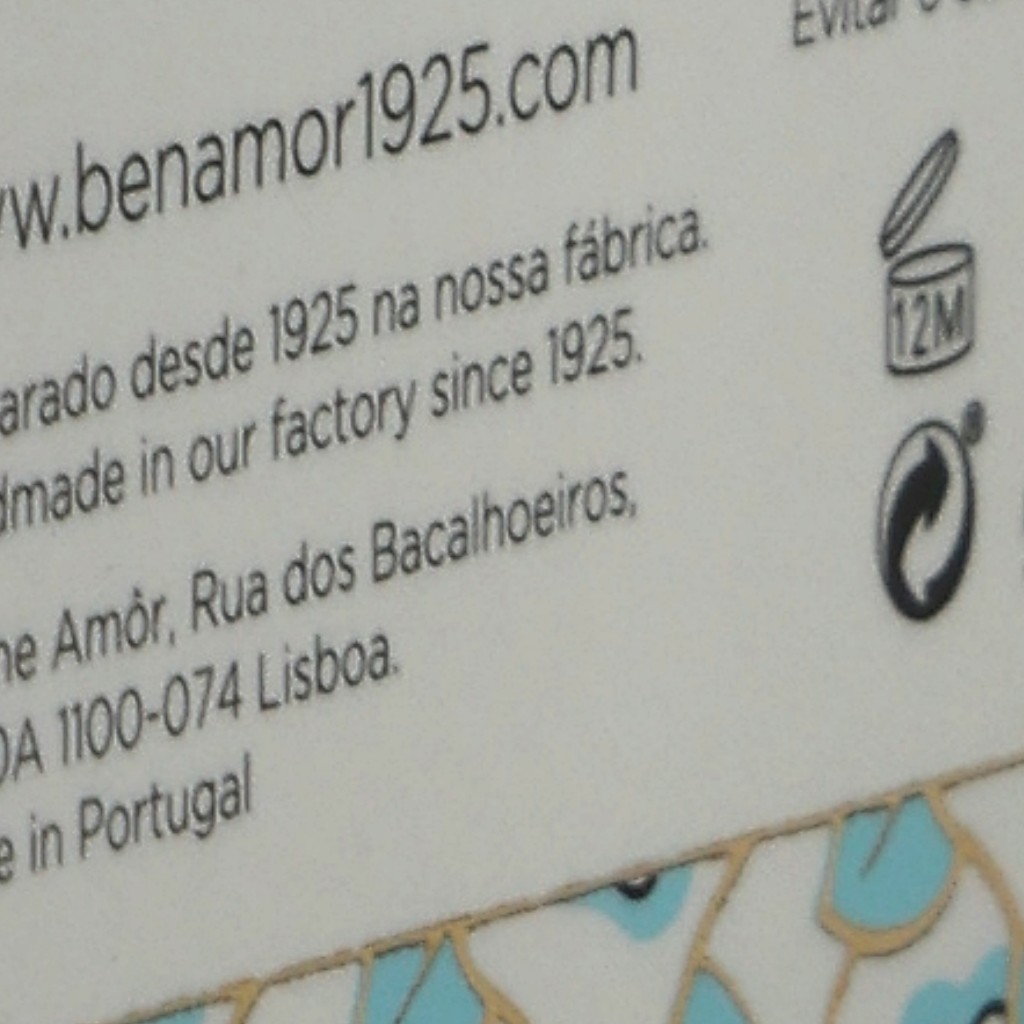 www.benamor1925.com
Evitar o
arado desde 1925 na nossa fábrica.
dmade in our factory since 1925.
12M
ne Amôr, Rua dos Bacalhoeiros,
DA 1100-074 Lisboa.
e in Portugal